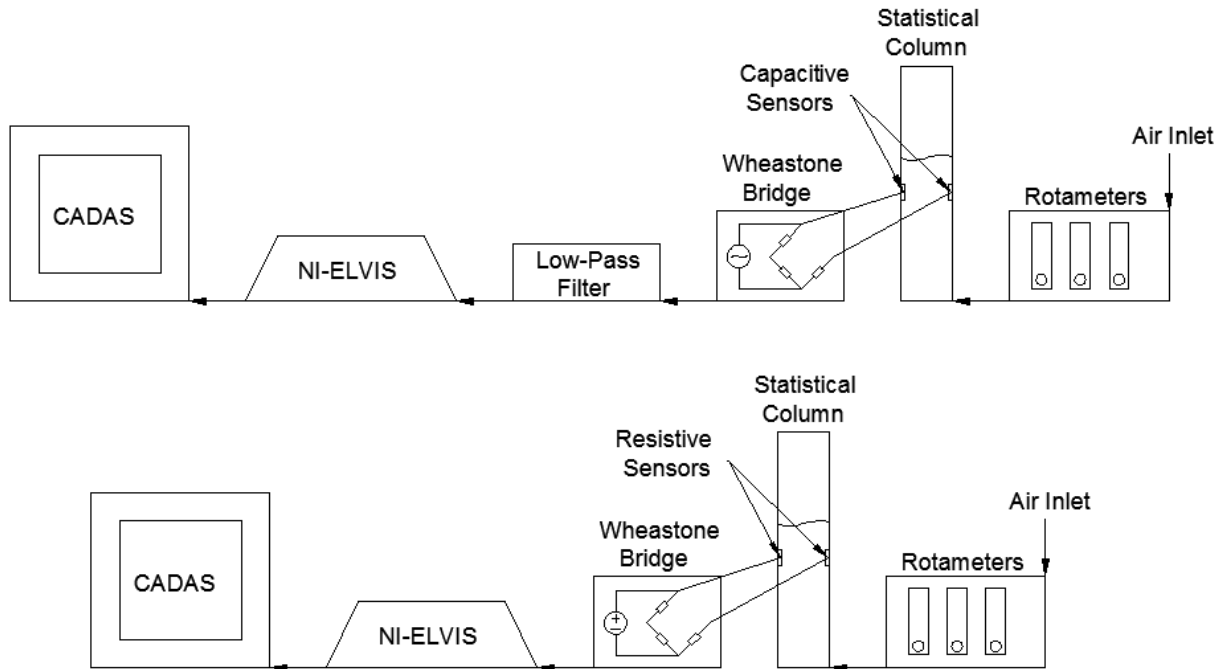 Statistical
Column
Capacitive
Sensors
Air Inlet
Wheastone
Bridge
Rotameters
CADAS
NI-ELVIS
Low-Pass
Filter
Statistical
Column
Resistive
Sensors
Air Inlet
Wheastone
Bridge
Rotameters
CADAS
NI-ELVIS